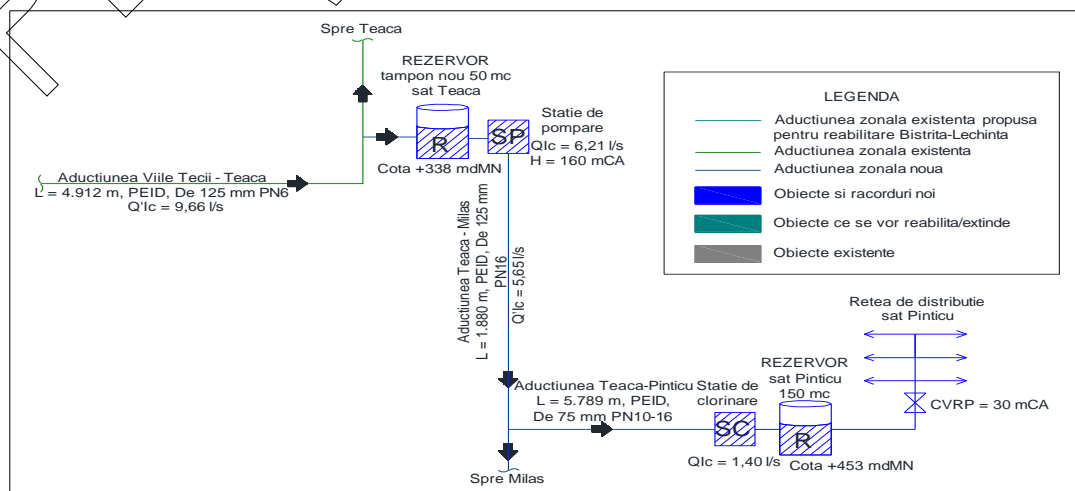 Spre Teaca
REZERVOR
tampon nou 50 mc
sat Teaca
R
Cota +338 mdMN
SP
Statie de
pompare
QIc = 6,21 l/s
H = 160 mCA
Aductiunea Viile Tecii - Teaca
L = 4.912 m, PEID, De 125 mm PN6
Q'Ic = 9,66 l/s
Aductiunea Teaca - Milas
L = 1.880 m, PEID, De 125 mm
PN16
Q'Ic = 5,65 l/s
LEGENDA
Aductiunea zonala existenta propusa
pentru reabilitare Bistrita-Lechinta
Aductiunea zonala existenta
Aductiunea zonala noua
Obiecte si racorduri noi
Obiecte ce se vor reabilita/extinde
Obiecte existente
Aductiunea Teaca-Pinticu
L = 5.789 m, PEID,
De 75 mm PN10-16
Statie de
clorinare
SC
QIc = 1,40 l/s
REZERVOR
sat Pinticu
150 mc
R
Cota +453 mdMN
Retea de distributie
sat Pinticu
CVRP = 30 mCA
Spre Milas